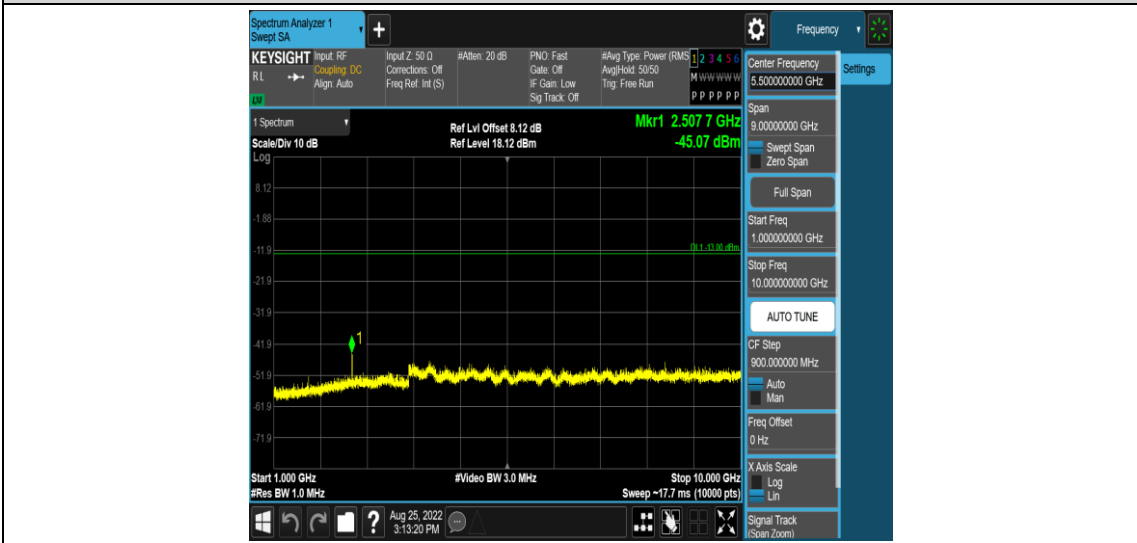 Spectrum Analyzer 1
Swept SA
+
Frequency
KEYSIGHT
RL
LXI
Input: RF
Coupling: DC
Align: Auto
Input Z: 50 Ω
Corrections: Off
Freq Ref: Int (S)
#Atten: 20 dB
PNO: Fast
Gate: Off
IF Gain: Low
Sig Track: Off
#Avg Type: Power (RMS
Avg|Hold: 50/50
Trig: Free Run
1 2 3 4 5 6
M W W W W W
P P P P P P
1 Spectrum
Scale/Div 10 dB
Log
Ref Lvl Offset 8.12 dB
Ref Level 18.12 dBm
Mkr1 2.507 7 GHz
-45.07 dBm
8.12
-1.88
-11.9
DL1 -13.00 dBm
-21.9
-31.9
-41.9
1
-51.9
-61.9
-71.9
Start 1.000 GHz
#Res BW 1.0 MHz
#Video BW 3.0 MHz
Stop 10.000 GHz
Sweep ~17.7 ms (10000 pts)
?
Aug 25, 2022
3:13:20 PM
Center Frequency
5.500000000 GHz
Settings
Span
9.00000000 GHz
Swept Span
Zero Span
Full Span
Start Freq
1.000000000 GHz
Stop Freq
10.000000000 GHz
AUTO TUNE
CF Step
900.000000 MHz
Auto
Man
Freq Offset
0 Hz
X Axis Scale
Log
Lin
Signal Track
(Span Zoom)